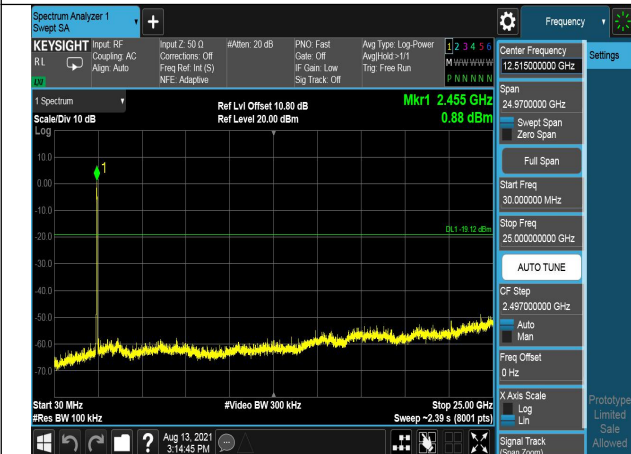 Spectrum Analyzer 1
Swept SA
+
Frequency
KEYSIGHT
RL
LW
Input: RF
Coupling: AC
Align: Auto
Input Z: 50 Ω
Corrections: Off
Freq Ref: Int (S)
NFE: Adaptive
#Atten: 20 dB
PNO: Fast
Gate: Off
IF Gain: Low
Sig Track: Off
Avg Type: Log-Power
Avg|Hold:>1/1
Trig: Free Run
1 2 3 4 5 6
M W W W W W
P N N N N N
1 Spectrum
Scale/Div 10 dB
Log
Ref Lvl Offset 10.80 dB
Ref Level 20.00 dBm
Mkr1 2.455 GHz
0.88 dBm
1
10.0
0.00
-10.0
-20.0
-30.0
-40.0
-50.0
-60.0
-70.0
DL1 -19.12 dBm
Start 30 MHz
#Res BW 100 kHz
#Video BW 300 kHz
Stop 25.00 GHz
Sweep ~2.39 s (8001 pts)
?
Aug 13, 2021
3:14:45 PM
Center Frequency
12.515000000 GHz
Settings
Span
24.9700000 GHz
Swept Span
Zero Span
Full Span
Start Freq
30.000000 MHz
Stop Freq
25.000000000 GHz
AUTO TUNE
CF Step
2.497000000 GHz
Auto
Man
Freq Offset
0 Hz
X Axis Scale
Log
Lin
Signal Track
(Span Zoom)
Prototype
Limited
Sale
Allowed